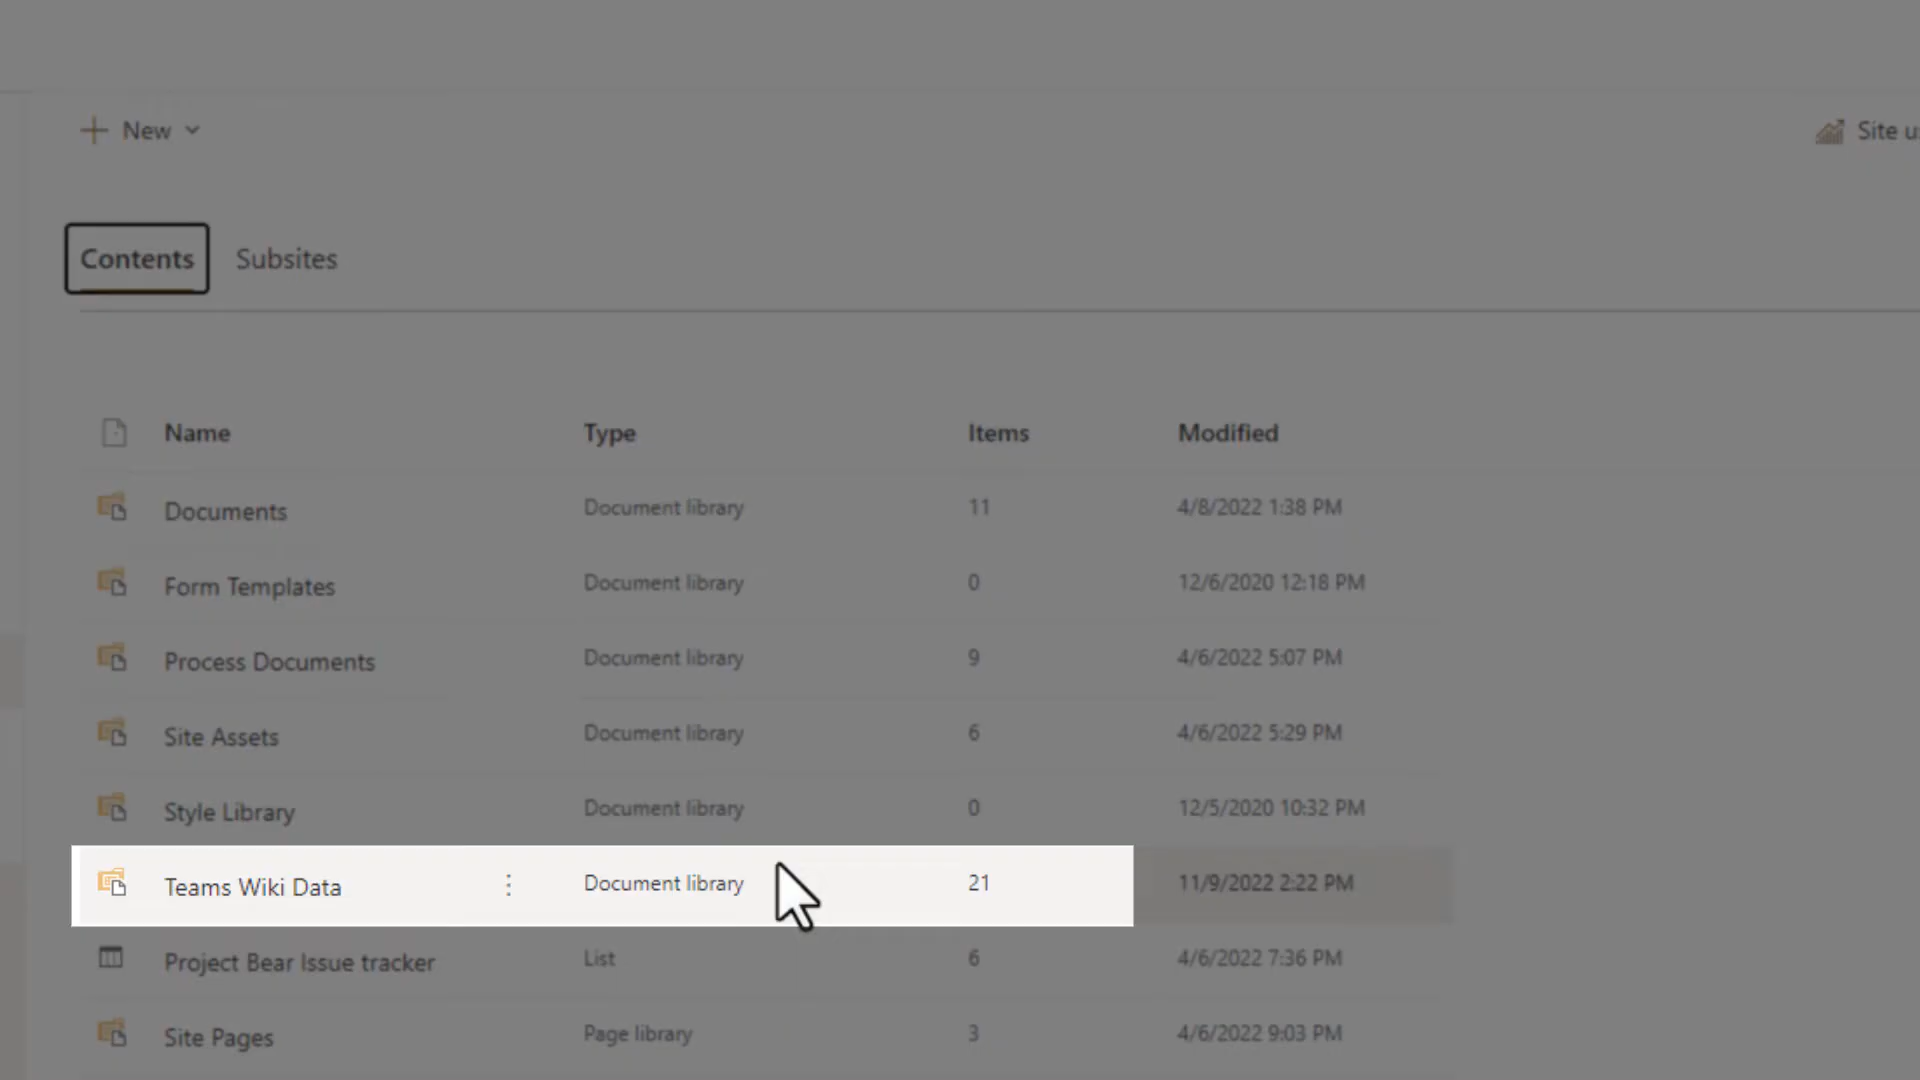 New
Site
Contents Subsites
Name Type Items Modified
Documents Document library 11 4/8/2022 1:38 PM
Form Templates Document library 0 12/6/2020 12:18 PM
Process Documents Document library 9 4/6/2022 5:07 PM
Site Assets Document library 6 4/6/2022 5:29 PM
Style Library Document library 0 12/5/2020 10:32 PM
Teams Wiki Data Document library 21 11/9/2022 2:22 PM
Project Bear Issue tracker List 6 4/6/2022 7:36 PM
Site Pages Page library 3 4/6/2022 9:03 PM